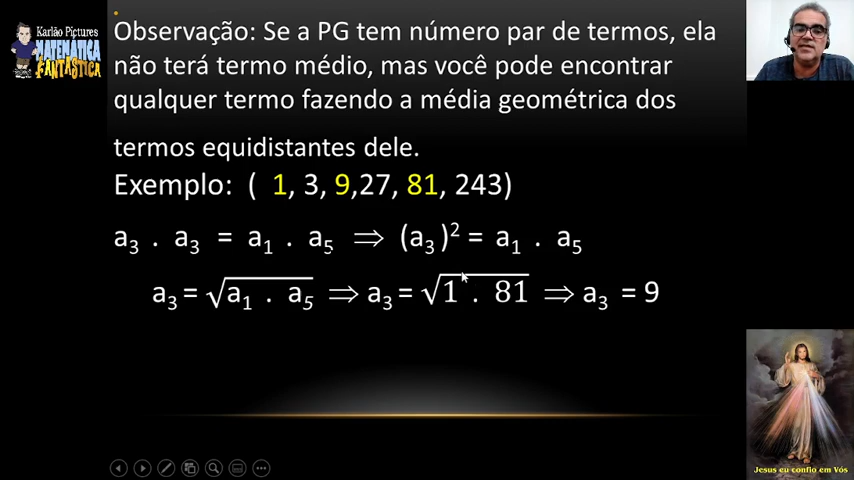 Karlão Pictures
MATEMÁTICA
FANTÁSTICA
Observação: Se a PG tem número par de termos, ela
não terá termo médio, mas você pode encontrar
qualquer termo fazendo a média geométrica dos
termos equidistantes dele.
Exemplo: ( 1, 3, 9,27, 81, 243)
a₃ . a₃ = a₁ . a₅ ⇒ (a₃ )² = a₁ . a₅
a₃ = √(a₁ . a₅) ⇒ a₃ = √(1 . 81) ⇒ a₃ = 9
Jesus eu confio em Vós